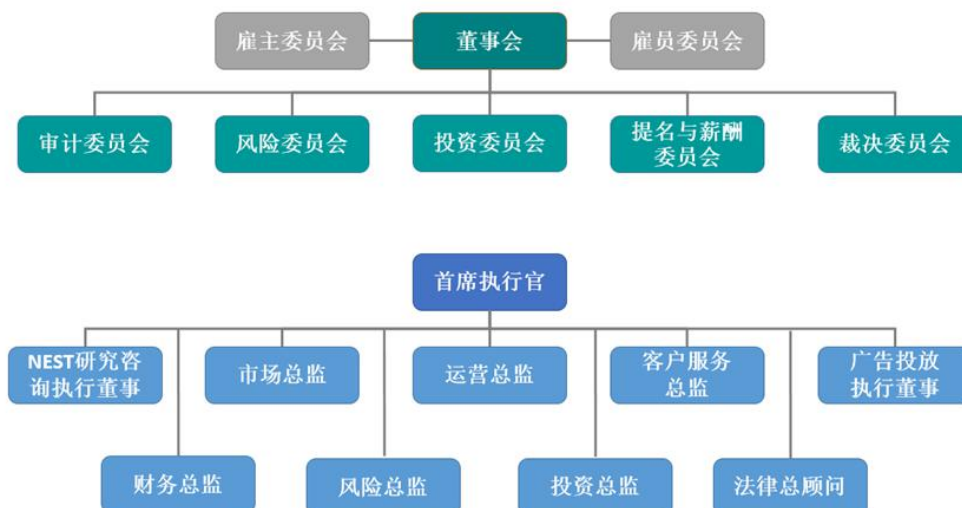 雇主委员会
董事会
雇员委员会
审计委员会
风险委员会
投资委员会
提名与薪酬
委员会
裁决委员会
首席执行官
NEST研究咨
询执行董事
市场总监
运营总监
客户服务
总监
广告投放
执行董事
财务总监
风险总监
投资总监
法律总顾问